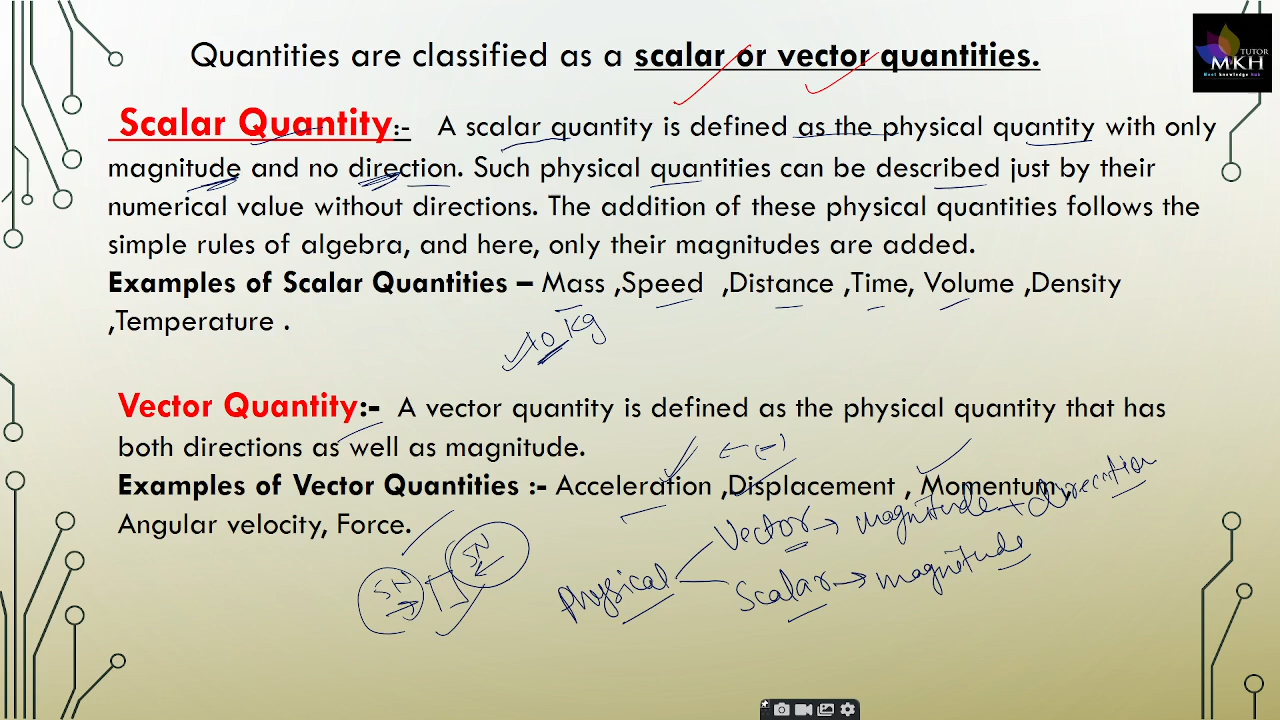 Quantities are classified as a scalar or vector quantities.
TUTOR
MKH
Meet knowledge hub
Scalar Quantity:- A scalar quantity is defined as the physical quantity with only
magnitude and no direction. Such physical quantities can be described just by their
numerical value without directions. The addition of these physical quantities follows the
simple rules of algebra, and here, only their magnitudes are added.
Examples of Scalar Quantities – Mass ,Speed ,Distance ,Time, Volume ,Density
,Temperature .
10 kg
Vector Quantity:- A vector quantity is defined as the physical quantity that has
both directions as well as magnitude.
← (-)
Examples of Vector Quantities :- Acceleration ,Displacement , Momentum ,
Angular velocity, Force.
Vector → magnitude + direction
5N 5N
Physical
Scalar → magnitude